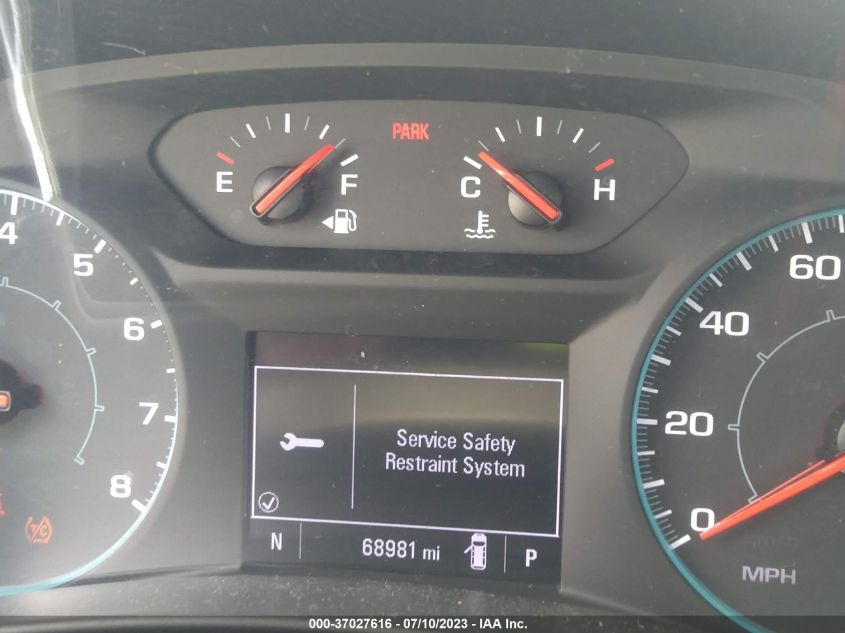 PARK
E
F
C
H
4
5
6
7
8
T/C
60
40
20
0
MPH
Service Safety
Restraint System
N
68981 mi
P
000-37027616 - 07/10/2023 - IAA Inc.